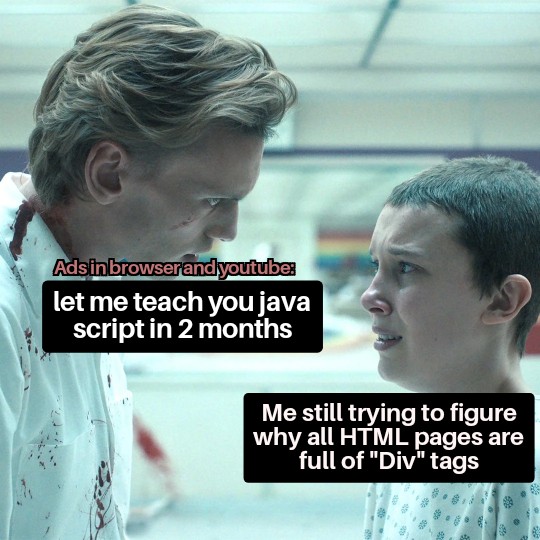 Ads in browser and youtube:
let me teach you java
script in 2 months
Me still trying to figure
why all HTML pages are
full of "Div" tags